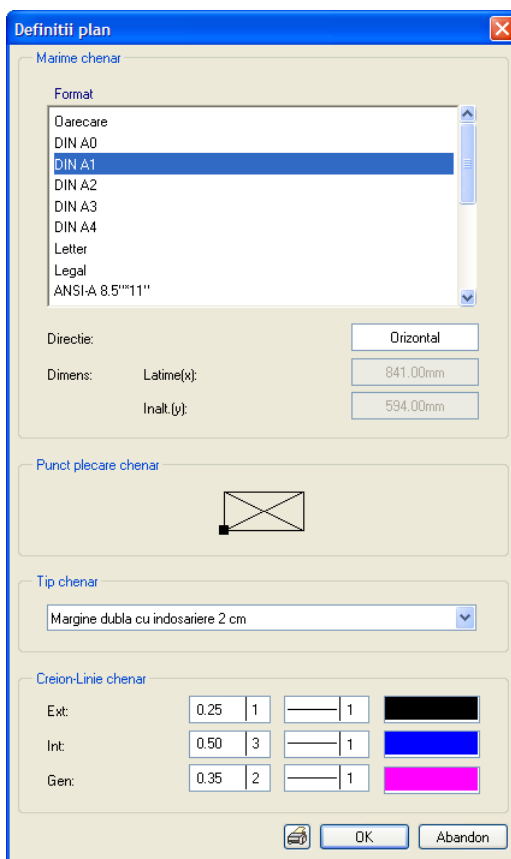 Definitii plan
Marime chenar
Format
Oarecare
DIN A0
DIN A1
DIN A2
DIN A3
DIN A4
Letter
Legal
ANSI-A 8.5"*11"
Directie: Orizontal
Dimens: Latime(x): 841.00mm
Inalt.(y): 594.00mm
Punct plecare chenar
Tip chenar
Margine dubla cu indosariere 2 cm
Creion-Linie chenar
Ext: 0.25 1 1
Int: 0.50 3 1
Gen: 0.35 2 1
OK Abandon